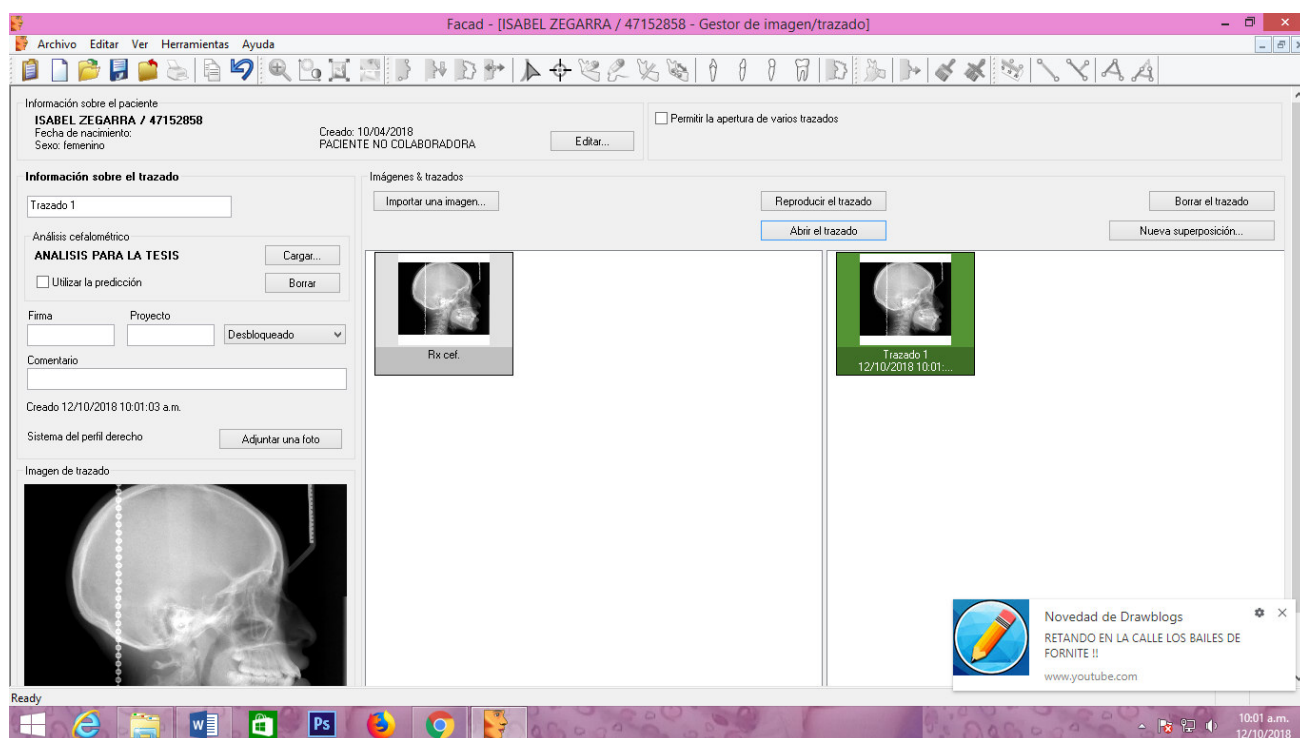 Facad - [ISABEL ZEGARRA / 47152858 - Gestor de imagen/trazado]
Archivo Editar Ver Herramientas Ayuda
Información sobre el paciente
ISABEL ZEGARRA / 47152858
Fecha de nacimiento:
Sexo: femenino
Creado: 10/04/2018
PACIENTE NO COLABORADORA
Editar...
Permitir la apertura de varios trazados
Información sobre el trazado
Trazado 1
Análisis cefalométrico
ANALISIS PARA LA TESIS
Cargar...
Utilizar la predicción
Borrar
Firma
Proyecto
Desbloqueado
Comentario
Creado 12/10/2018 10:01:03 a.m.
Sistema del perfil derecho
Adjuntar una foto
Imagen de trazado
Imágenes & trazados
Importar una imagen...
Reproducir el trazado
Borrar el trazado
Abrir el trazado
Nueva superposición...
Rx cef.
Trazado 1
12/10/2018 10:01:...
Novedad de Drawblogs
RETANDO EN LA CALLE LOS BAILES DE
FORNITE !!
www.youtube.com
Ready
W
Ps
10:01 a.m.
12/10/2018